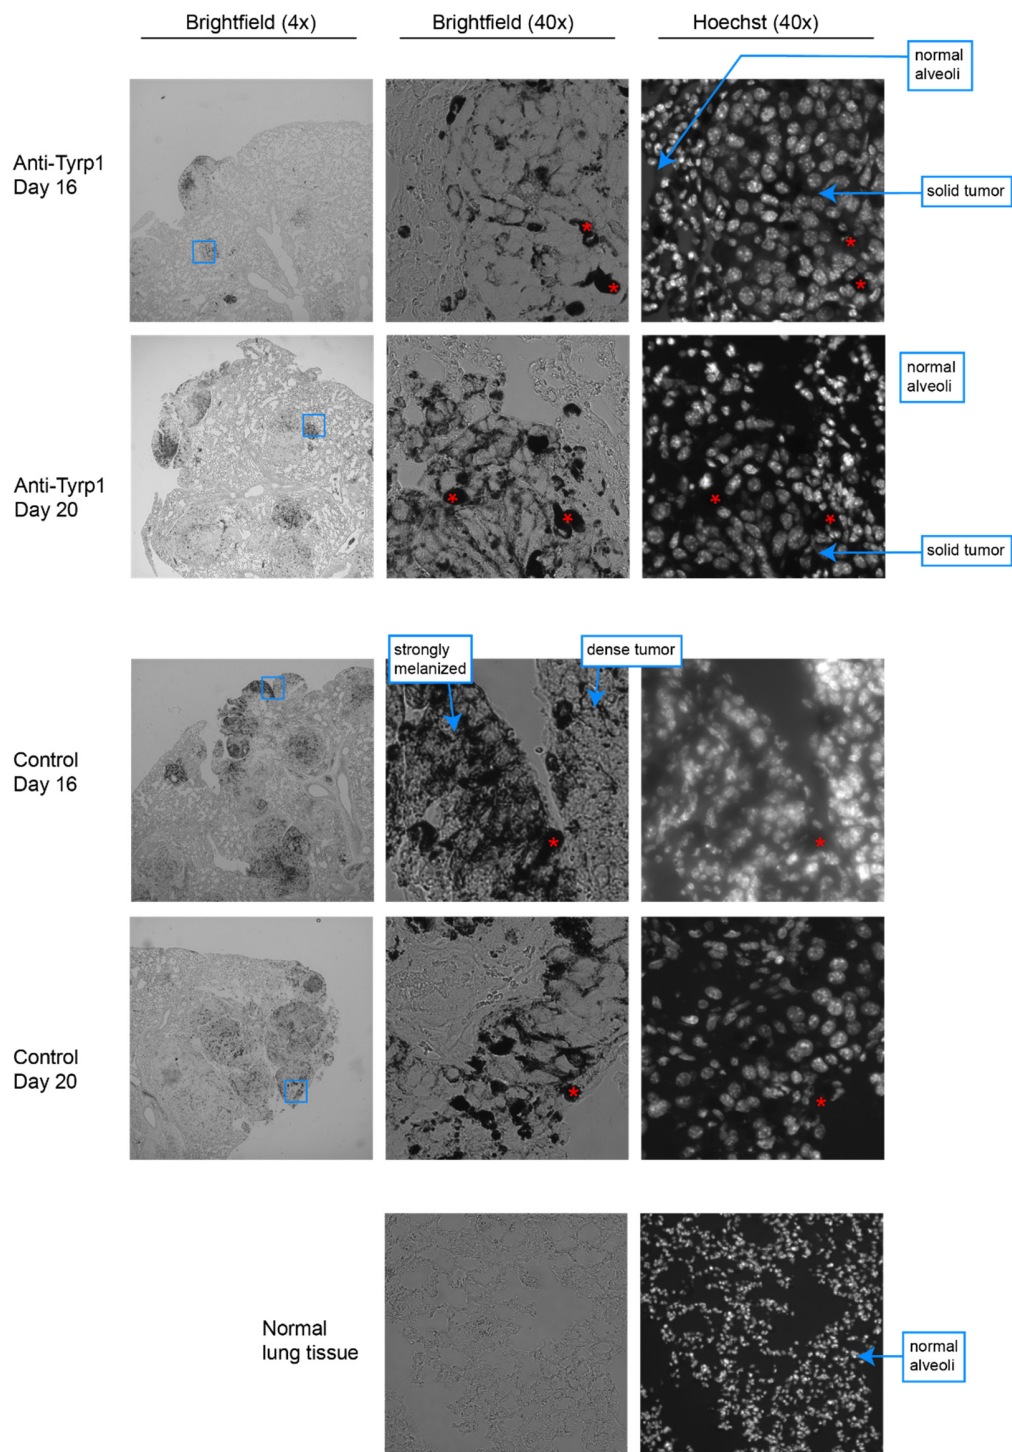 Brightfield (4x)
Brightfield (40x)
Hoechst (40x)
normal
alveoli
Anti-Tyrp1
Day 16
solid tumor
*
*
*
*
normal
alveoli
Anti-Tyrp1
Day 20
*
*
*
*
solid tumor
strongly
melanized
dense tumor
Control
Day 16
*
*
Control
Day 20
*
*
Normal
lung tissue
normal
alveoli